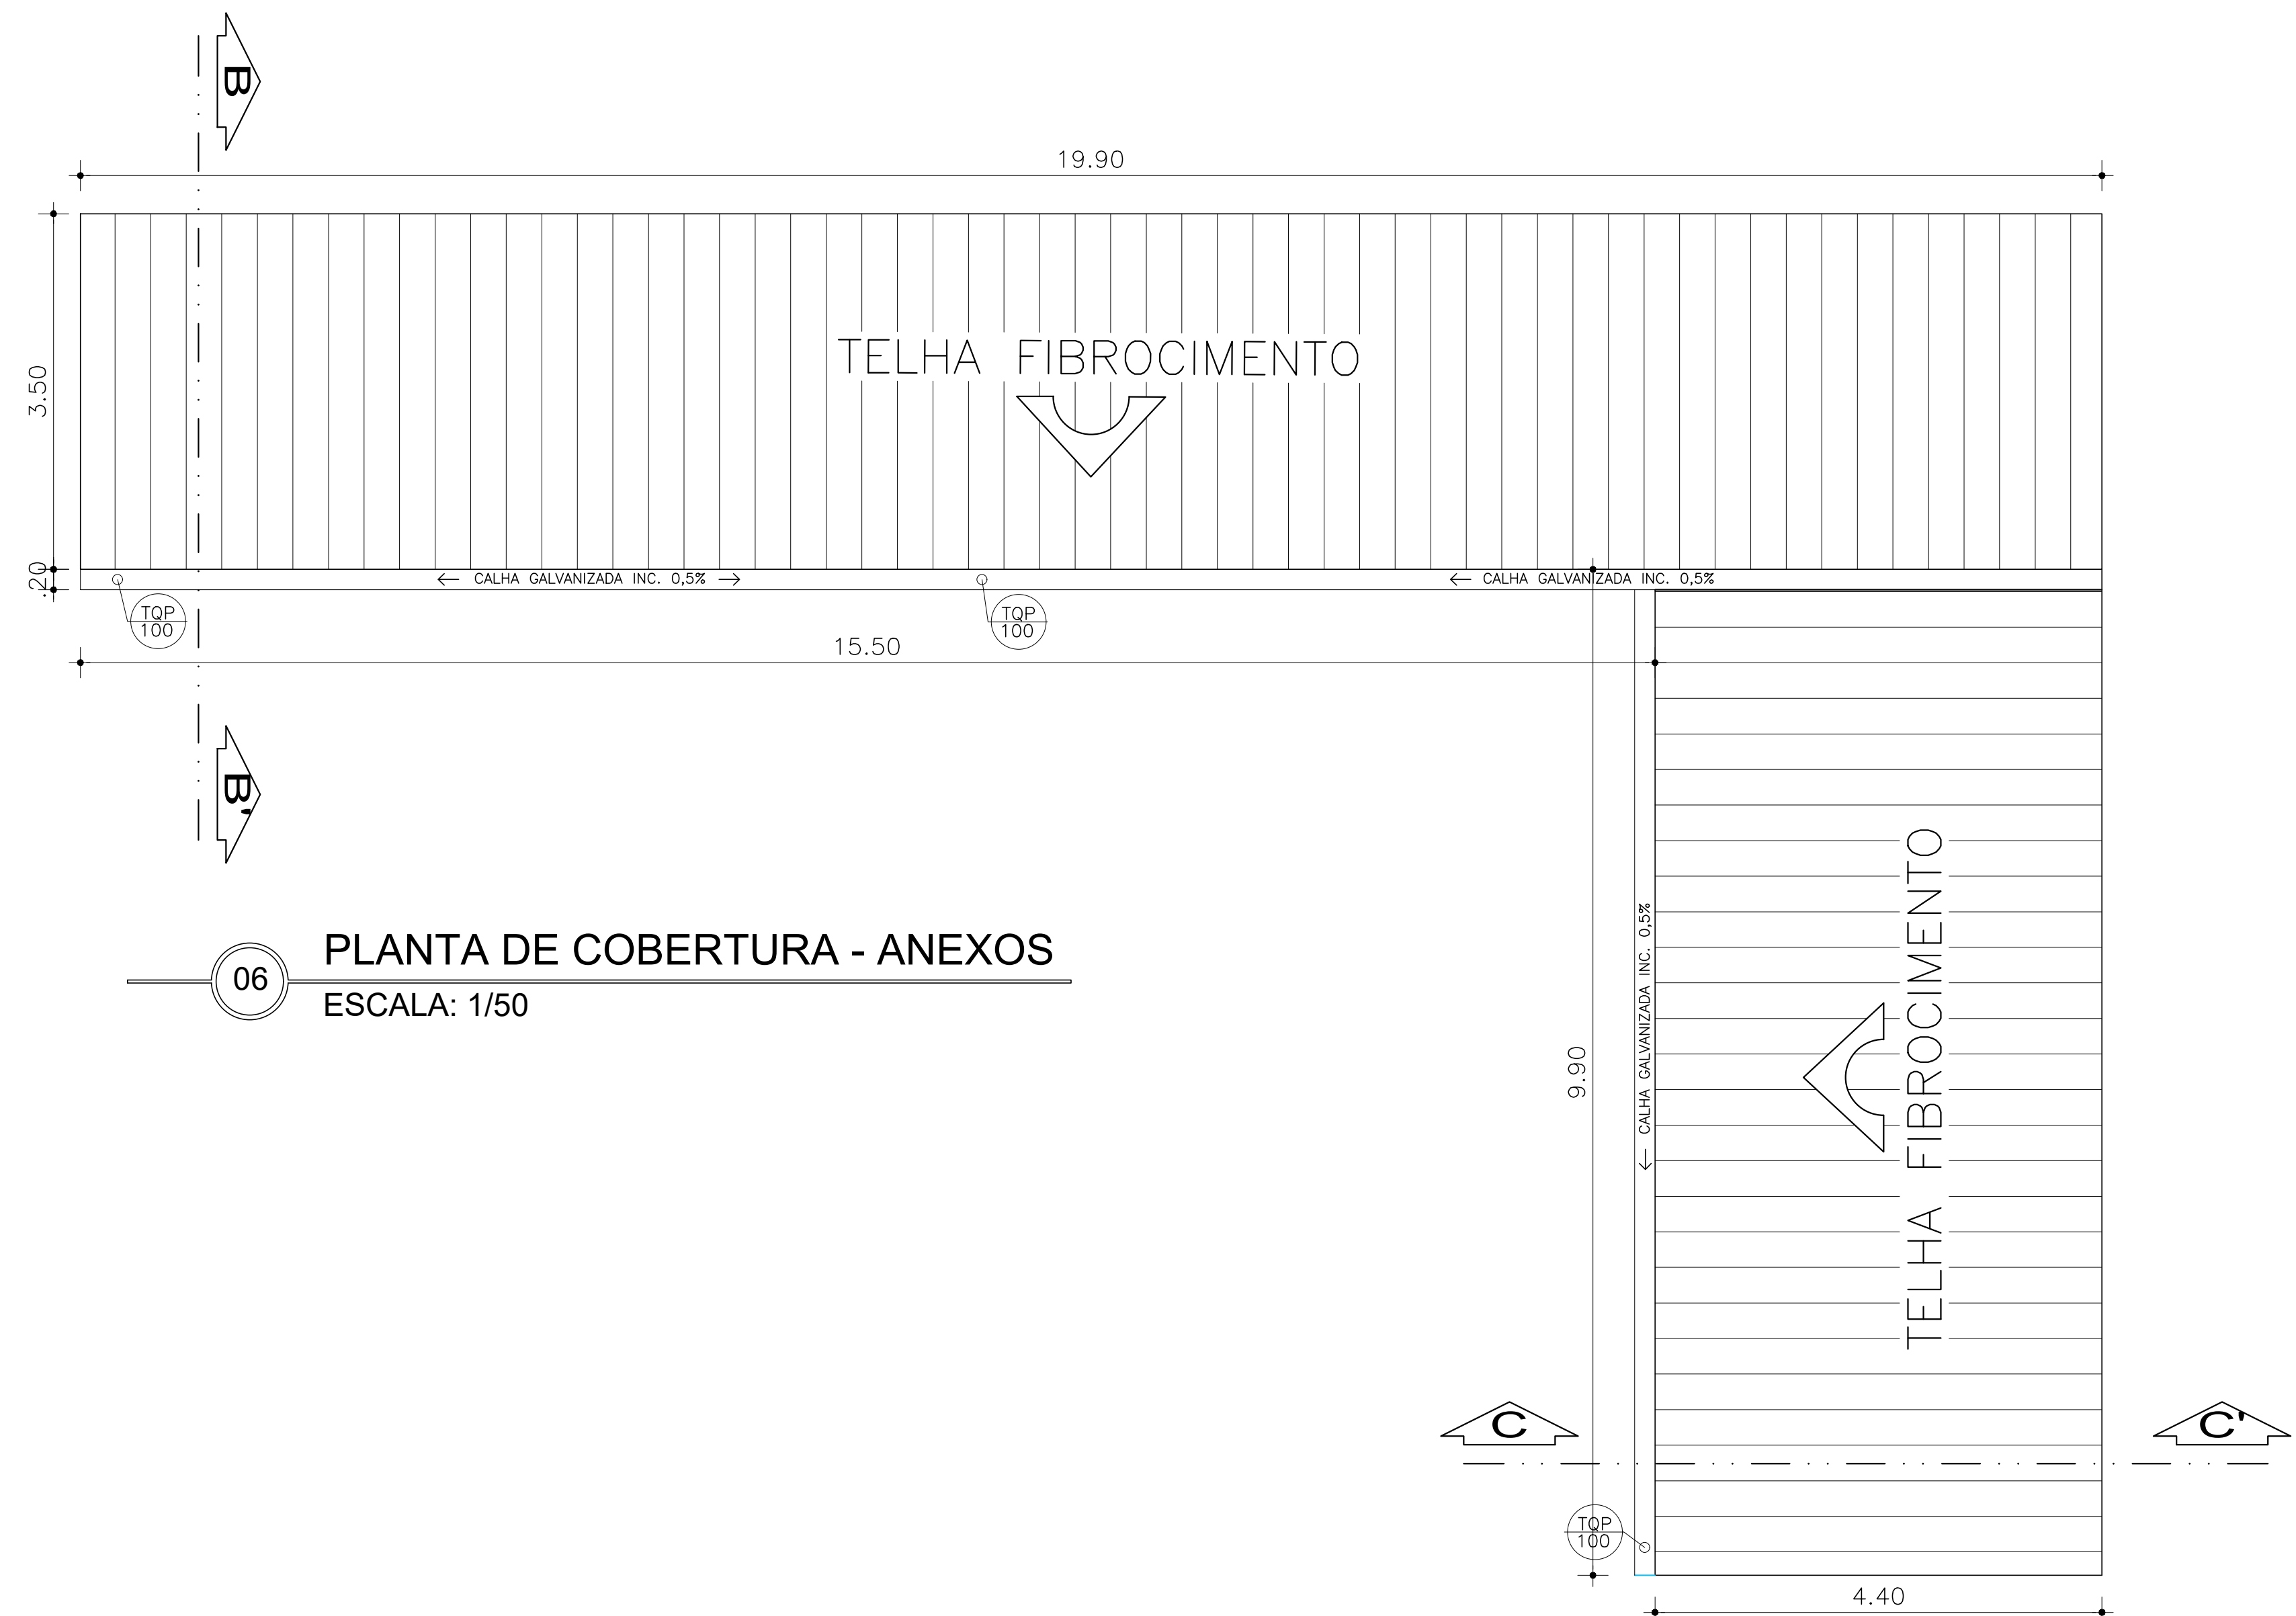 B
19.90
3.50
TELHA FIBROCIMENTO
.20
← CALHA GALVANIZADA INC. 0,5% →
← CALHA GALVANIZADA INC. 0,5%
TQP
100
TQP
100
15.50
B'
06
PLANTA DE COBERTURA - ANEXOS
ESCALA: 1/50
9.90
← CALHA GALVANIZADA INC. 0,5%
TELHA FIBROCIMENTO
C
C'
TQP
100
4.40